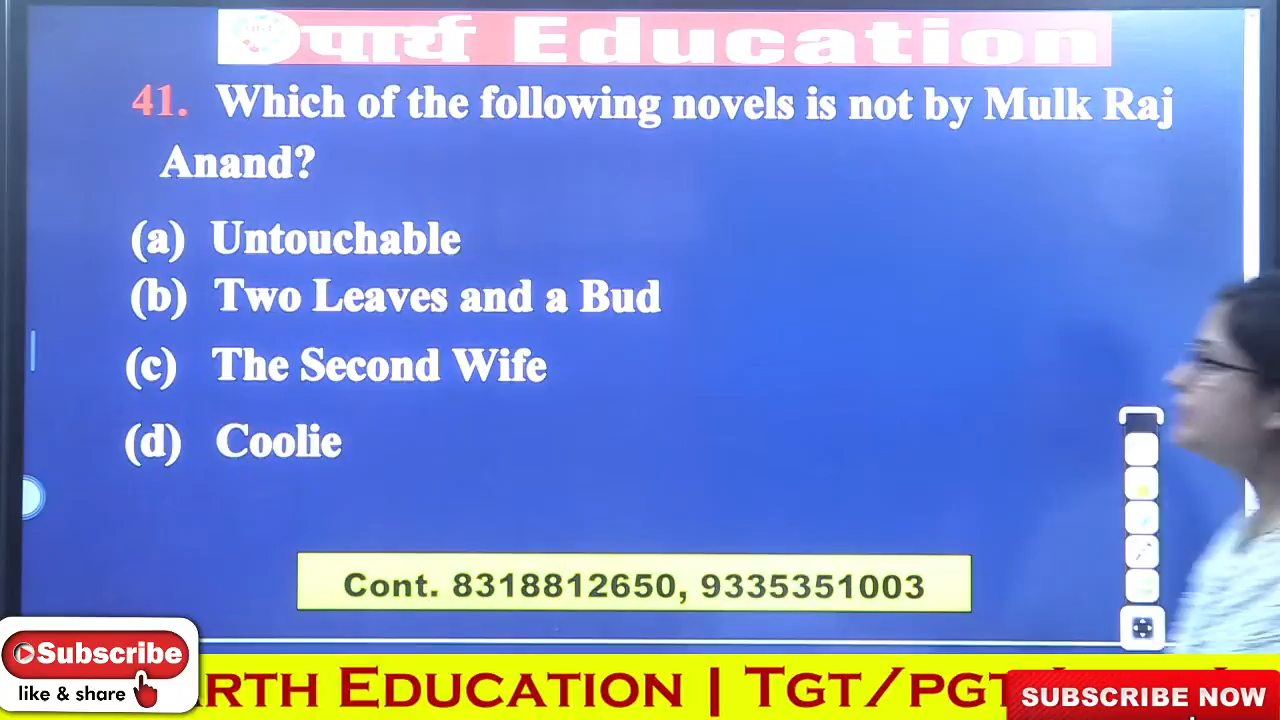 पार्थ Education
41. Which of the following novels is not by Mulk Raj
Anand?
(a) Untouchable
(b) Two Leaves and a Bud
(c) The Second Wife
(d) Coolie
Cont. 8318812650, 9335351003
Subscribe
like & share
RTH EDUCATION | TGT/PGT
SUBSCRIBE NOW